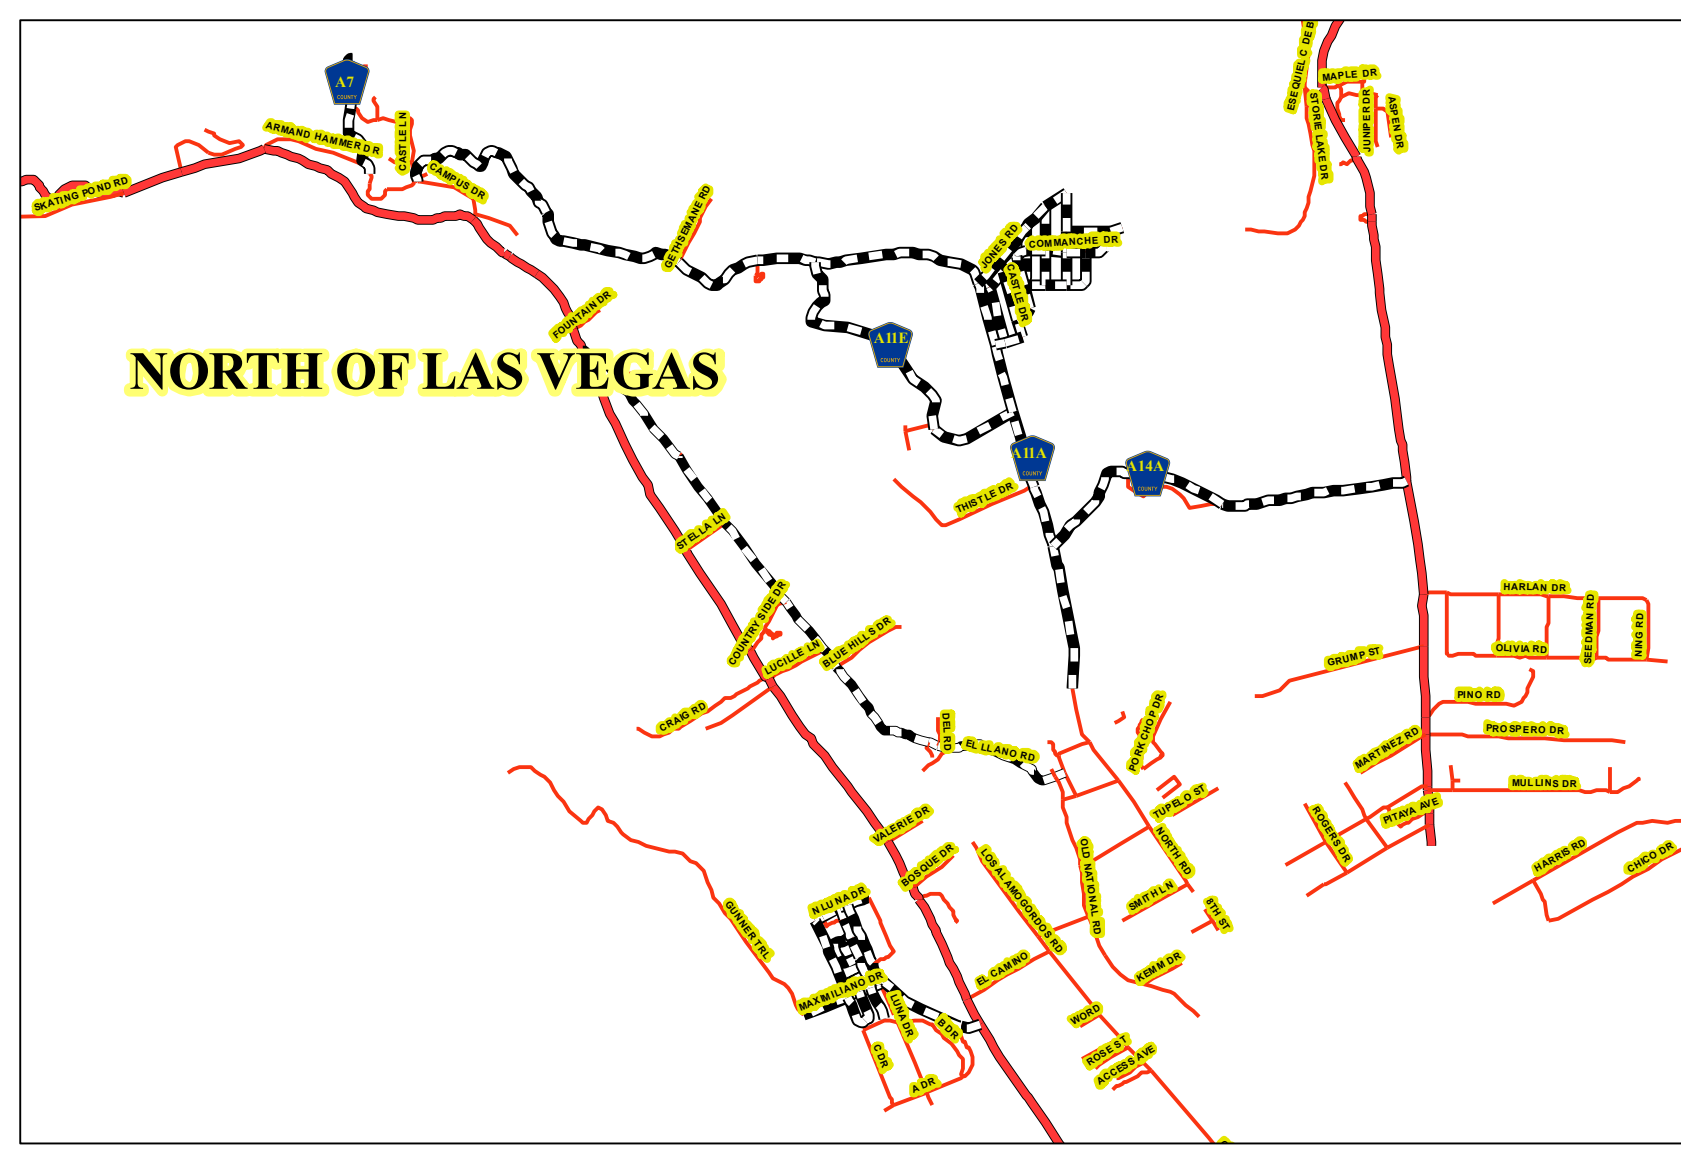 ESEQUIEL C DE B
MAPLE DR
A7
COUNTY
STORIE LAKE DR
JUNIPER DR
ASPEN DR
ARMAND HAMMER DR
CASTLE LN
CAMPUS DR
SKATING POND RD
GETHSEMANE RD
JONES RD
COMMANCHE DR
CASTLE DR
FOUNTAIN DR
A11E
COUNTY
NORTH OF LAS VEGAS
A11A
COUNTY
A14A
COUNTY
THISTLE DR
STELLA LN
COUNTRY SIDE DR
LUCILLE LN
BLUE HILLS DR
HARLAN DR
SEEDMAN RD
NING RD
OLIVIA RD
GRUMP ST
PINO RD
CRAIG RD
DEL RD
EL LLANO RD
PORK CHOP DR
PROSPERO DR
MARTINEZ RD
MULLINS DR
TUPELO ST
PITAYA AVE
ROGERS DR
VALERIE DR
BOSQUE DR
LOS ALAMOGORDOS RD
OLD NATIONAL RD
NORTH RD
HARRIS RD
CHICO DR
SMITH LN
8TH ST
N LUNA DR
GUNNER TRL
EL CAMINO
KEMM DR
MAXIMILIANO DR
LUNA DR
B DR
WORD
C DR
ROSE ST
ACCESS AVE
A DR